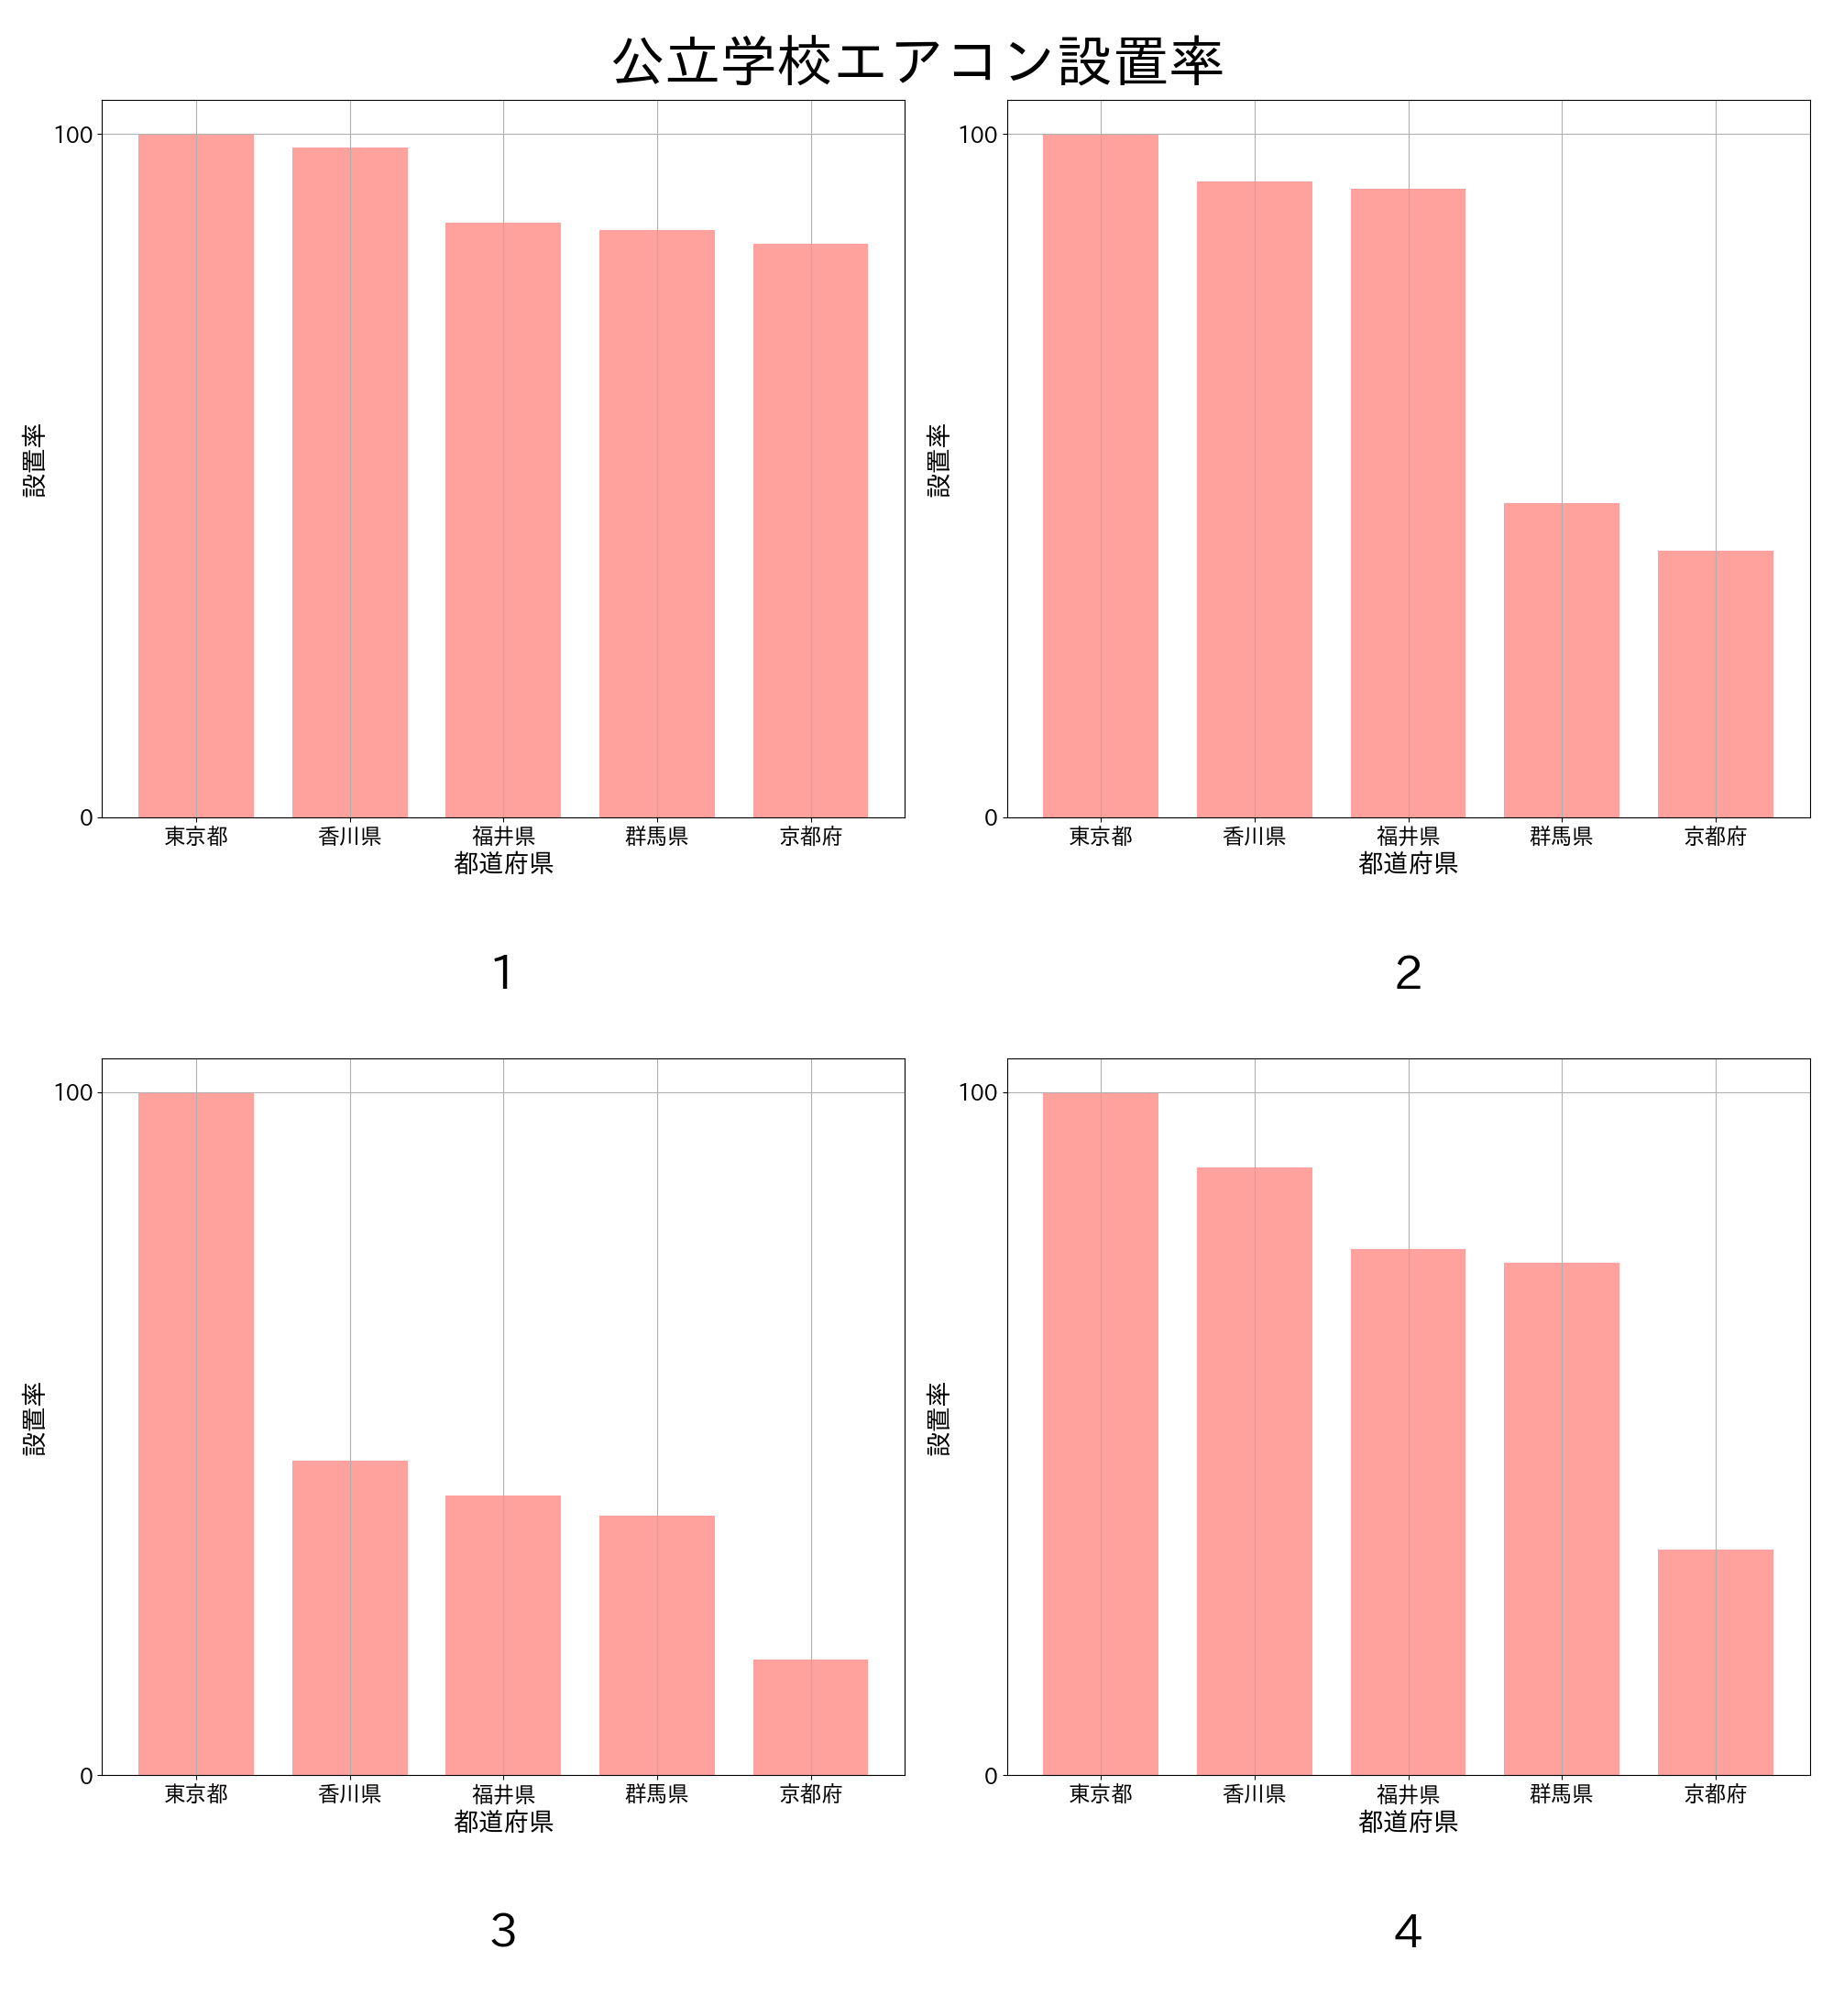 公立学校エアコン設置率
100
0
設置率
東京都 香川県 福井県 群馬県 京都府
都道府県
1
100
0
設置率
東京都 香川県 福井県 群馬県 京都府
都道府県
2
100
0
設置率
東京都 香川県 福井県 群馬県 京都府
都道府県
3
100
0
設置率
東京都 香川県 福井県 群馬県 京都府
都道府県
4